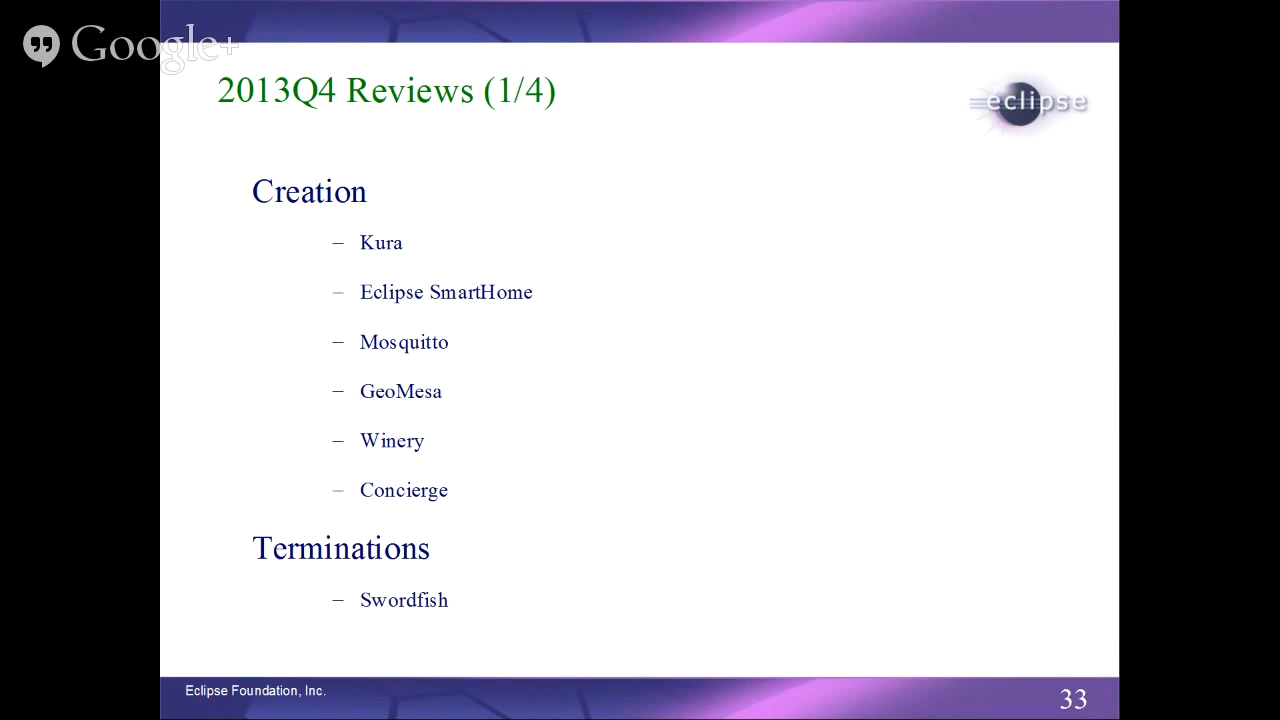 Google+
2013Q4 Reviews (1/4)
eclipse
Creation
– Kura
– Eclipse SmartHome
– Mosquitto
– GeoMesa
– Winery
– Concierge
Terminations
– Swordfish
Eclipse Foundation, Inc.
33